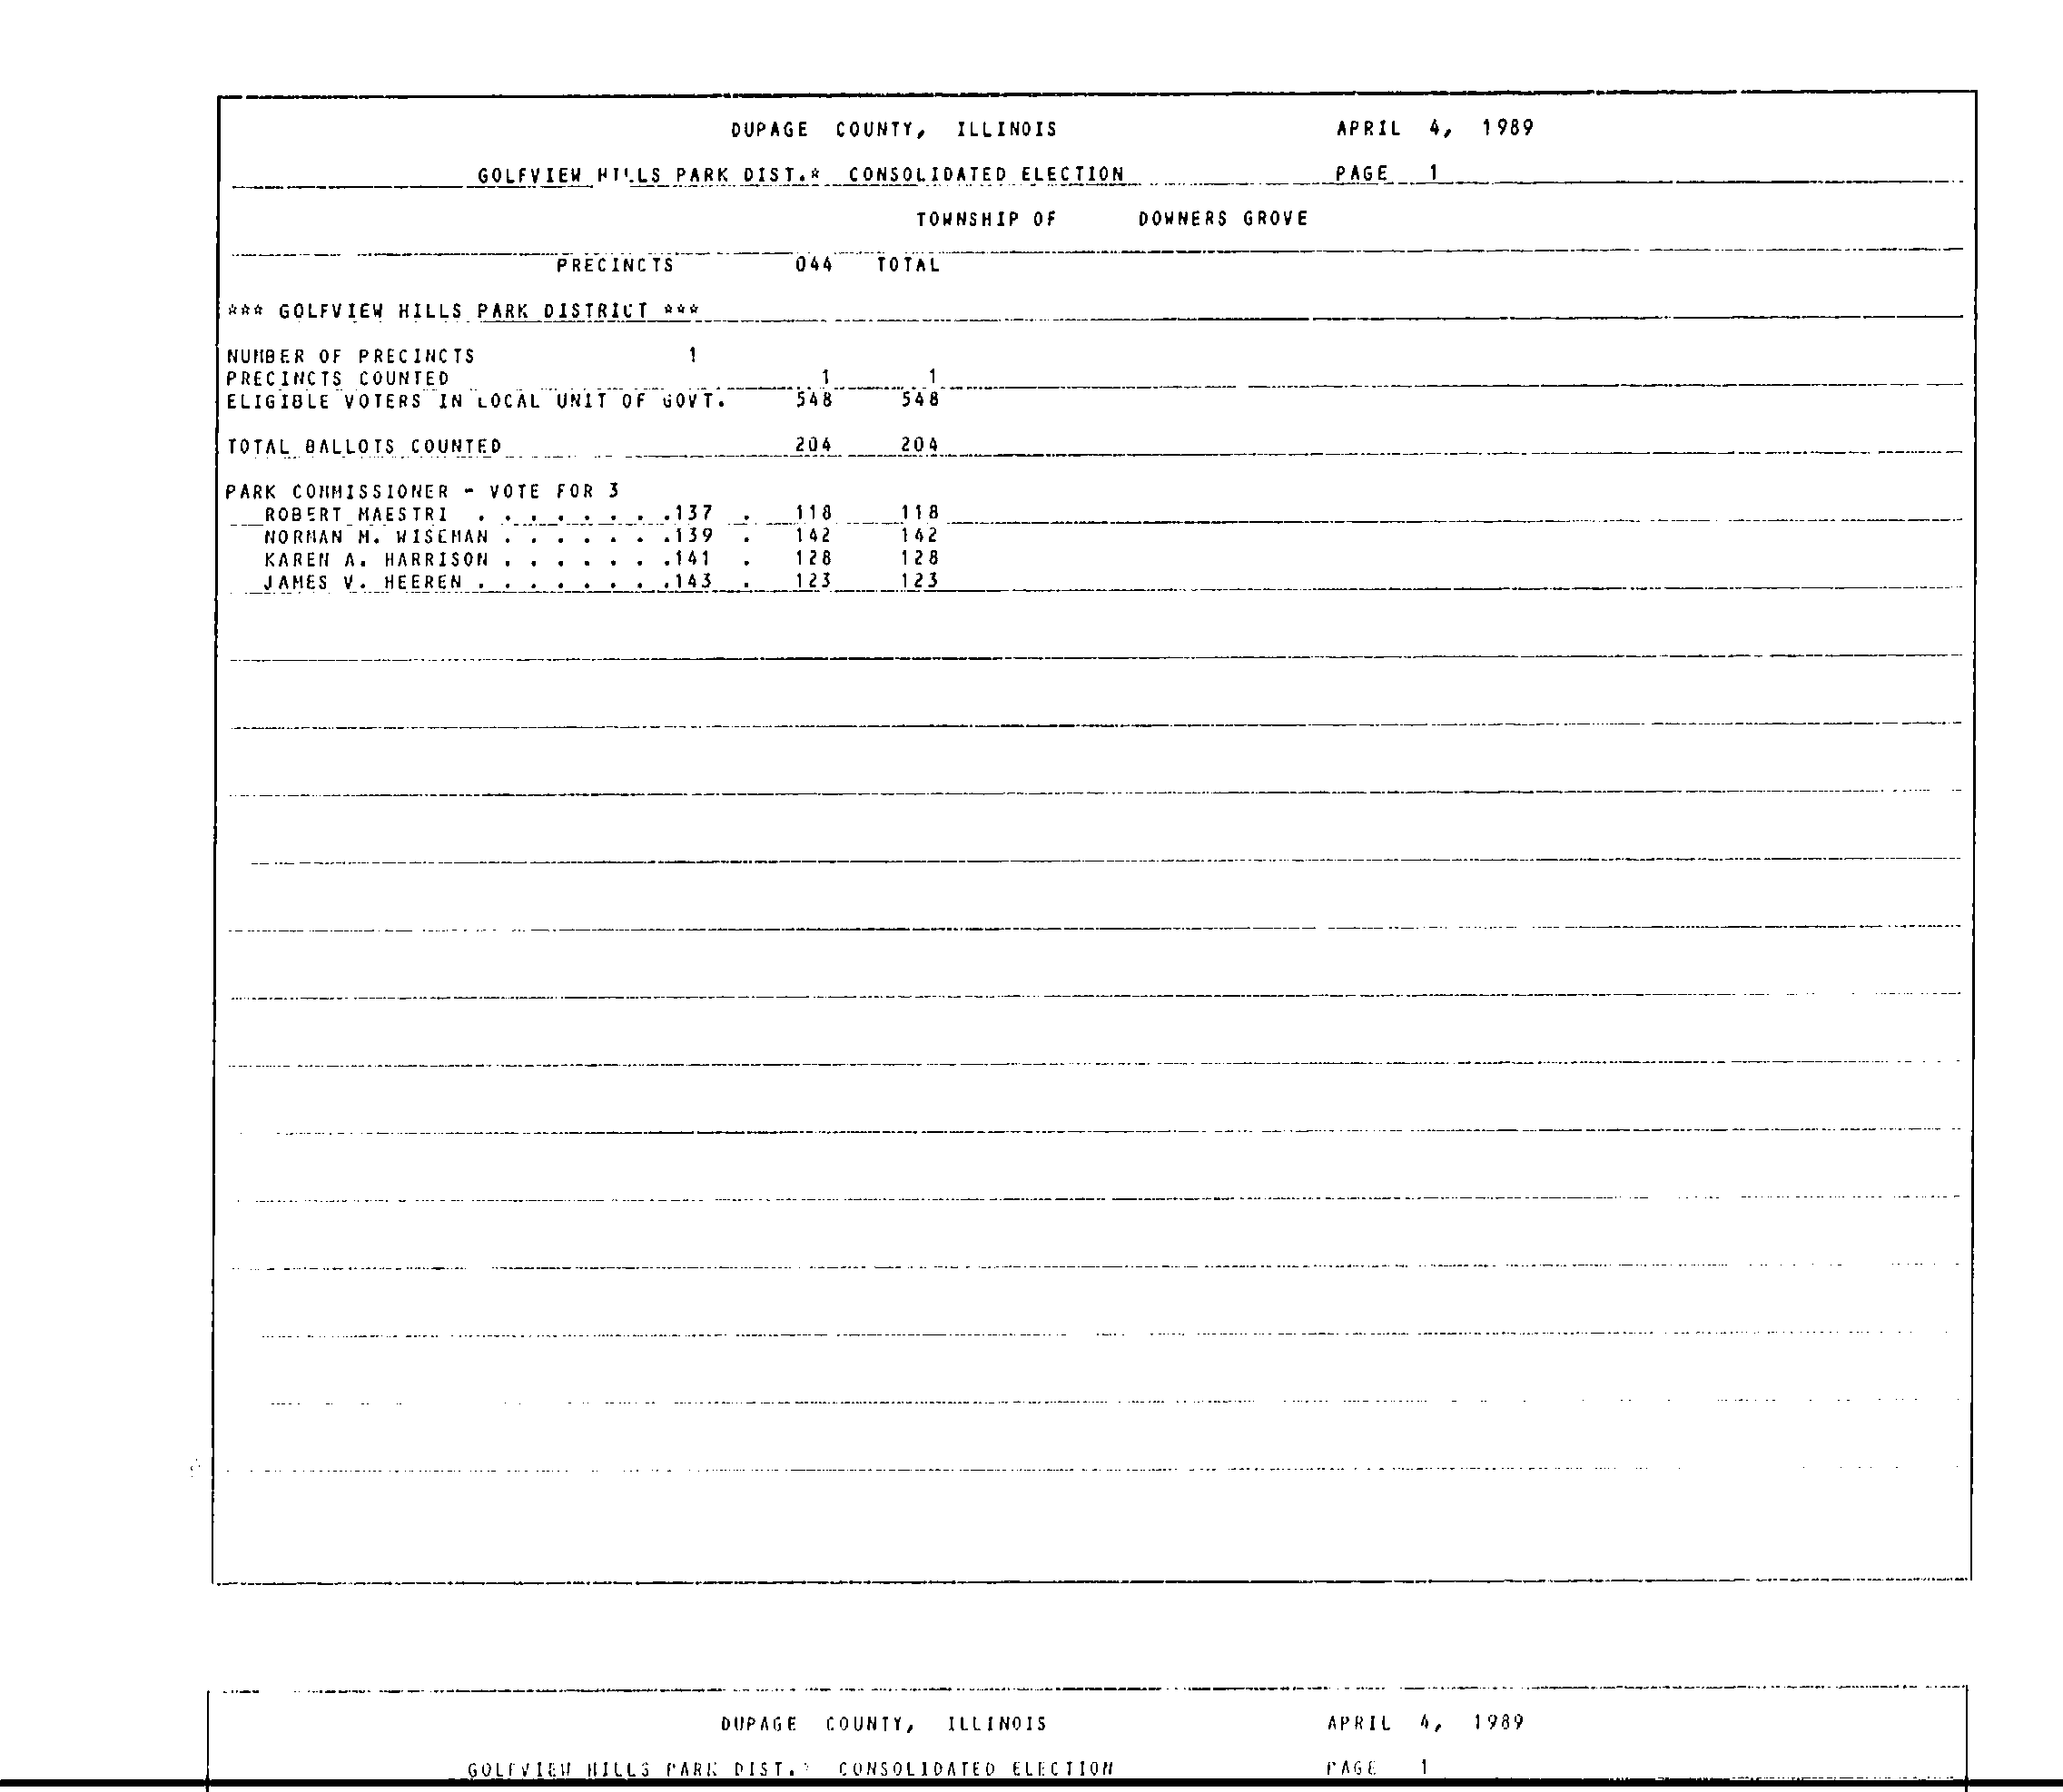 DUPAGE COUNTY, ILLINOIS APRIL 4, 1989
GOLFVIEW HILLS PARK DIST.* CONSOLIDATED ELECTION PAGE 1
TOWNSHIP OF DOWNERS GROVE
PRECINCTS 044 TOTAL
*** GOLFVIEW HILLS PARK DISTRICT ***
NUMBER OF PRECINCTS 1
PRECINCTS COUNTED 1 1
ELIGIBLE VOTERS IN LOCAL UNIT OF GOVT. 548 548
TOTAL BALLOTS COUNTED 204 204
PARK COMMISSIONER - VOTE FOR 3
ROBERT MAESTRI . . . . . . . .137 . 118 118
NORMAN M. WISEMAN . . . . . . .139 . 142 142
KAREN A. HARRISON . . . . . . .141 . 128 128
JAMES V. HEEREN . . . . . . . .143 . 123 123
DUPAGE COUNTY, ILLINOIS APRIL 4, 1989
GOLFVIEW HILLS PARK DIST.* CONSOLIDATED ELECTION PAGE 1